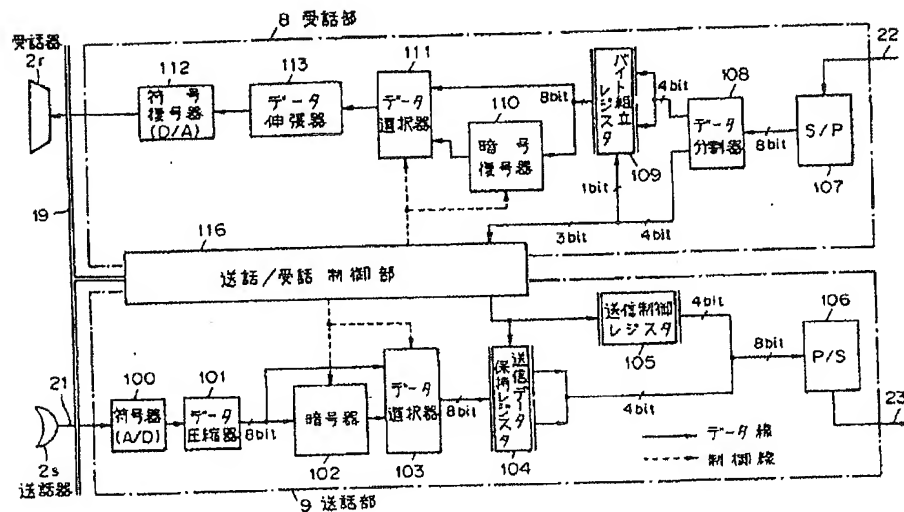 8 受話部
受話器
2r
112
符号
復号器
(D/A)
113
データ
伸張器
111
データ
選択器
110
暗号
復号器
8bit
バイト組立
レジスタ
109
4bit
108
データ
分割器
8bit
S/P
107
22
1bit
3bit
4bit
19
116
送話/受話 制御部
21
2s
送話器
100
符号器
(A/D)
101
データ
圧縮器
8bit
暗号器
102
データ
選択器
103
8bit
送信データ
保持レジスタ
104
送信制御
レジスタ
105
4bit
4bit
8bit
106
P/S
23
データ線
制御線
9 送話部